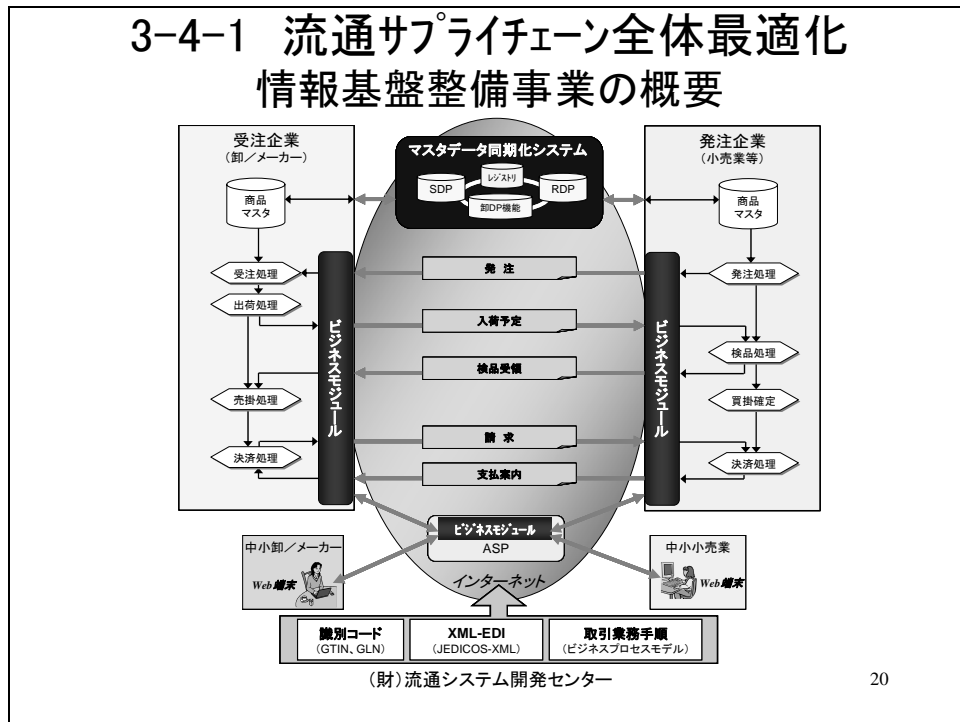 3-4-1 流通サプライチェーン全体最適化
情報基盤整備事業の概要
受注企業
(卸／メーカー)
商品
マスタ
受注処理
出荷処理
売掛処理
決済処理
ビジネスモジュール
マスタデータ同期化システム
SDP
レジストリ
RDP
卸DP機能
発 注
入荷予定
検品受領
請 求
支払案内
ビジネスモジュール
ASP
インターネット
発注企業
(小売業等)
商品
マスタ
発注処理
検品処理
買掛確定
決済処理
ビジネスモジュール
中小卸／メーカー
Web端末
中小小売業
Web端末
識別コード
(GTIN、GLN)
XML-EDI
(JEDICOS-XML)
取引業務手順
(ビジネスプロセスモデル)
(財)流通システム開発センター
20